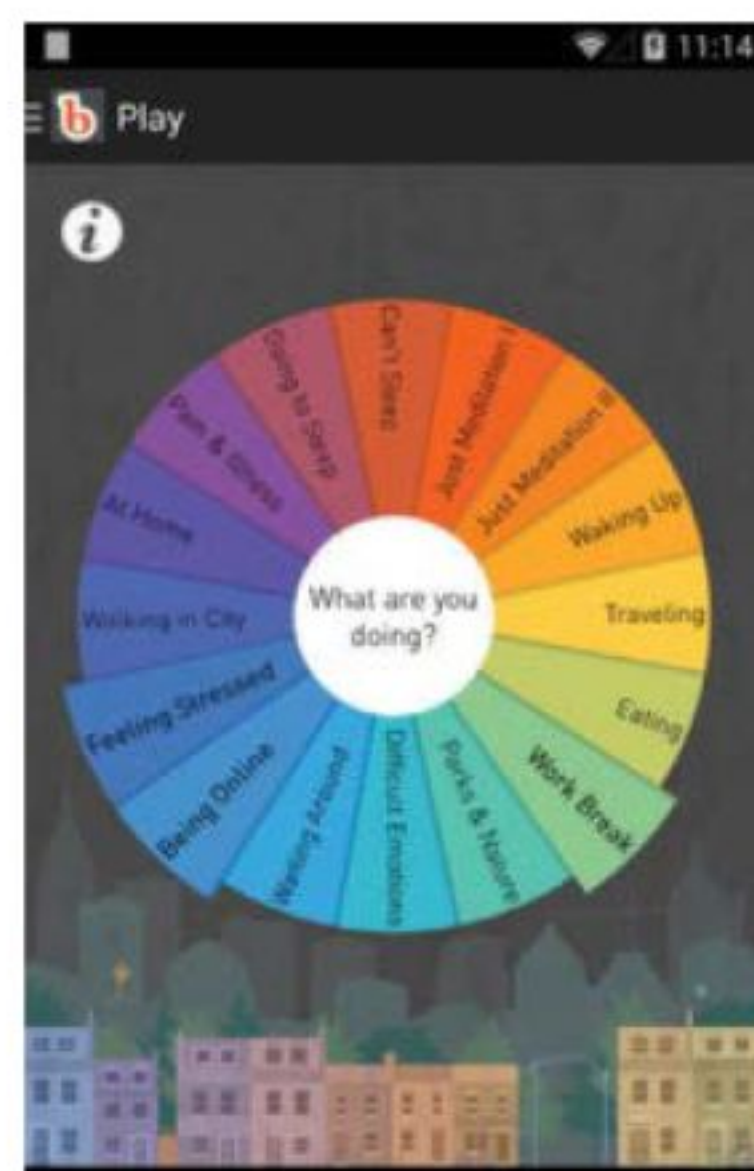 11:14
b Play
i
Can't Sleep
Just Meditation I
Just Meditation II
Waking Up
Traveling
Eating
Work Break
Parks & Nature
Difficult Emotions
Waiting Around
Being Online
Feeling Stressed
Walking in City
At Home
Pain & Illness
Going to Sleep
What are you
doing?